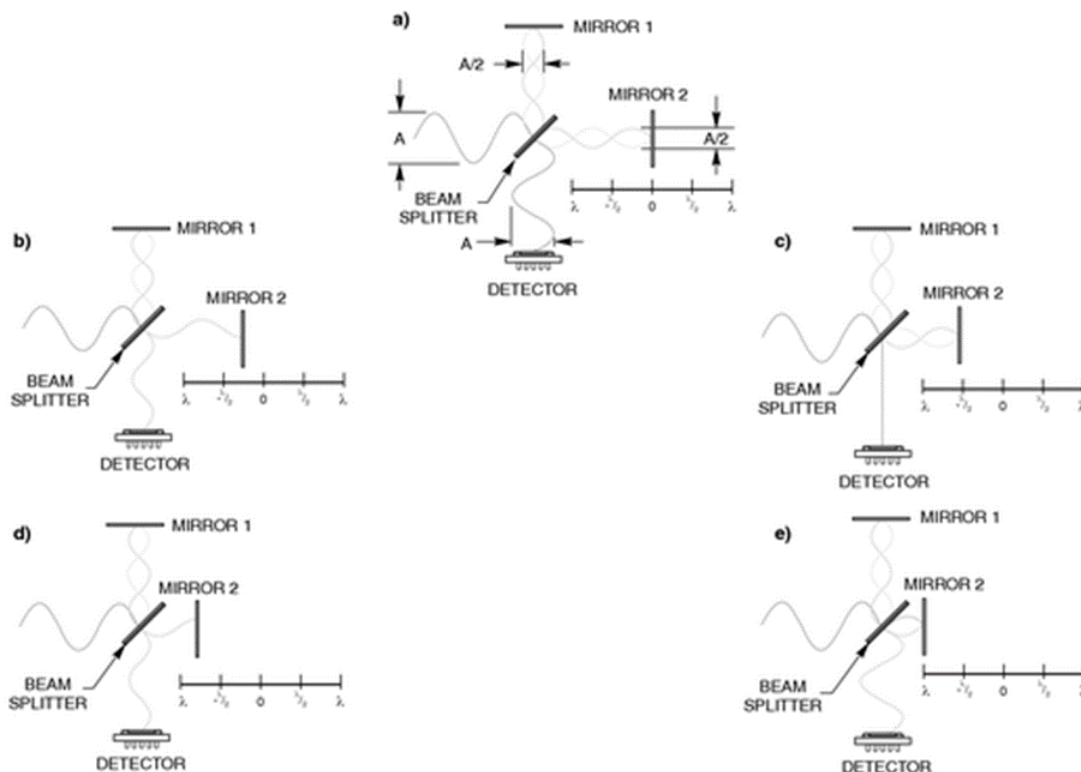 a)
MIRROR 1
A/2
MIRROR 2
A
A/2
BEAM
SPLITTER
λ 0 λ
A
DETECTOR
b)
MIRROR 1
MIRROR 2
BEAM
SPLITTER
λ 0 λ
DETECTOR
c)
MIRROR 1
MIRROR 2
BEAM
SPLITTER
λ 0
DETECTOR
d)
MIRROR 1
MIRROR 2
BEAM
SPLITTER
λ 0 λ
DETECTOR
e)
MIRROR 1
MIRROR 2
BEAM
SPLITTER
λ 0
DETECTOR